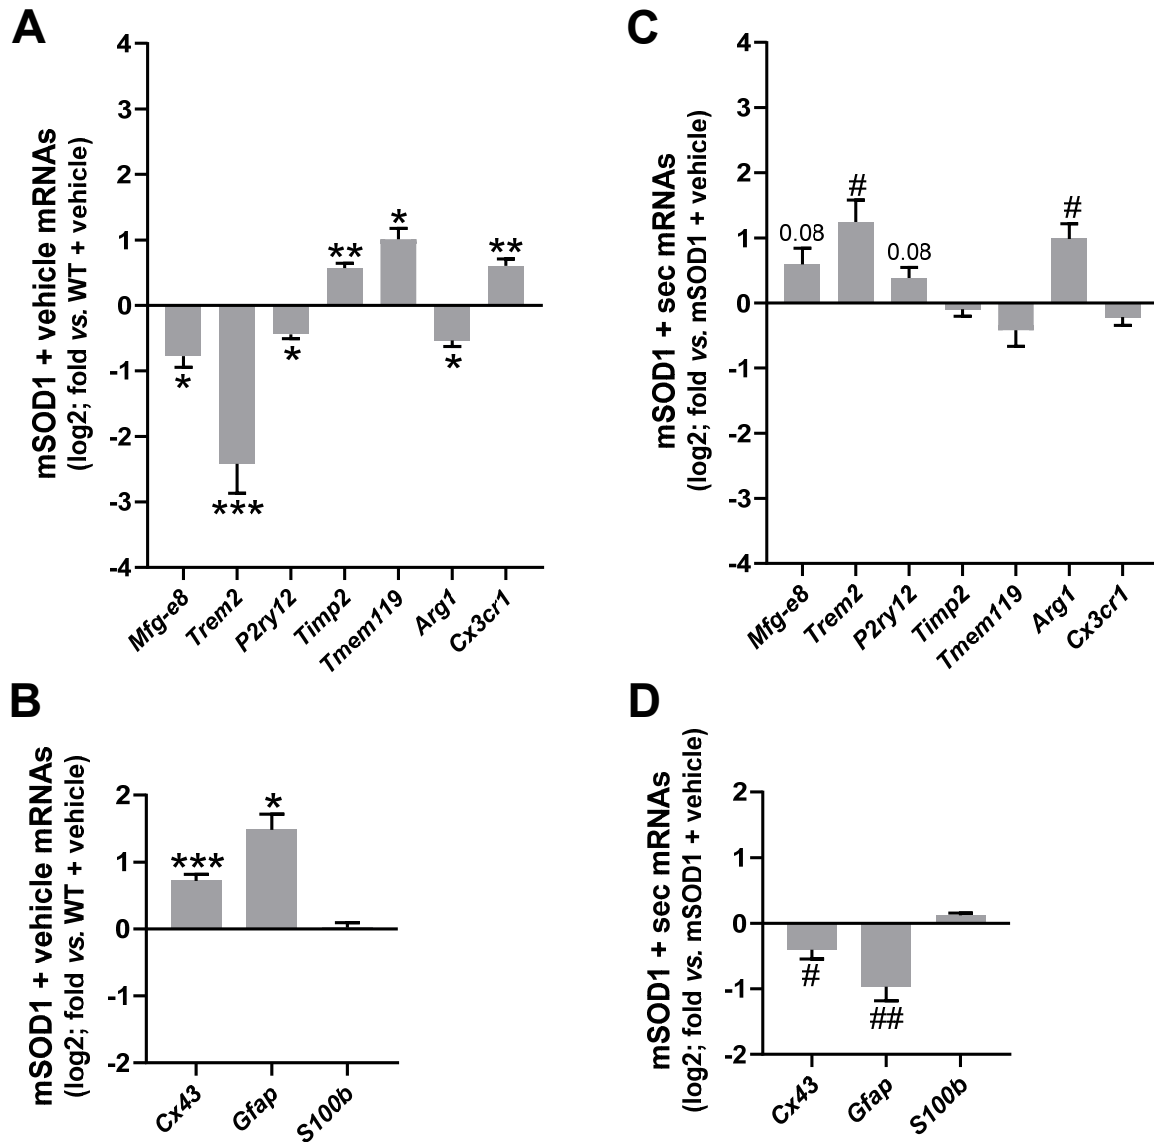 A
mSOD1 + vehicle mRNAs
(log2; fold vs. WT + vehicle)
4
3
2
1
0
-1
-2
-3
-4
*
***
*
**
*
*
**
Mfg-e8
Trem2
P2ry12
Timp2
Tmem119
Arg1
Cx3cr1
C
mSOD1 + sec mRNAs
(log2; fold vs. mSOD1 + vehicle)
4
3
2
1
0
-1
-2
-3
-4
0.08
#
0.08
#
Mfg-e8
Trem2
P2ry12
Timp2
Tmem119
Arg1
Cx3cr1
B
mSOD1 + vehicle mRNAs
(log2; fold vs. WT + vehicle)
2
1
0
-1
-2
***
*
Cx43
Gfap
S100b
D
mSOD1 + sec mRNAs
(log2; fold vs. mSOD1 + vehicle)
2
1
0
-1
-2
#
##
Cx43
Gfap
S100b